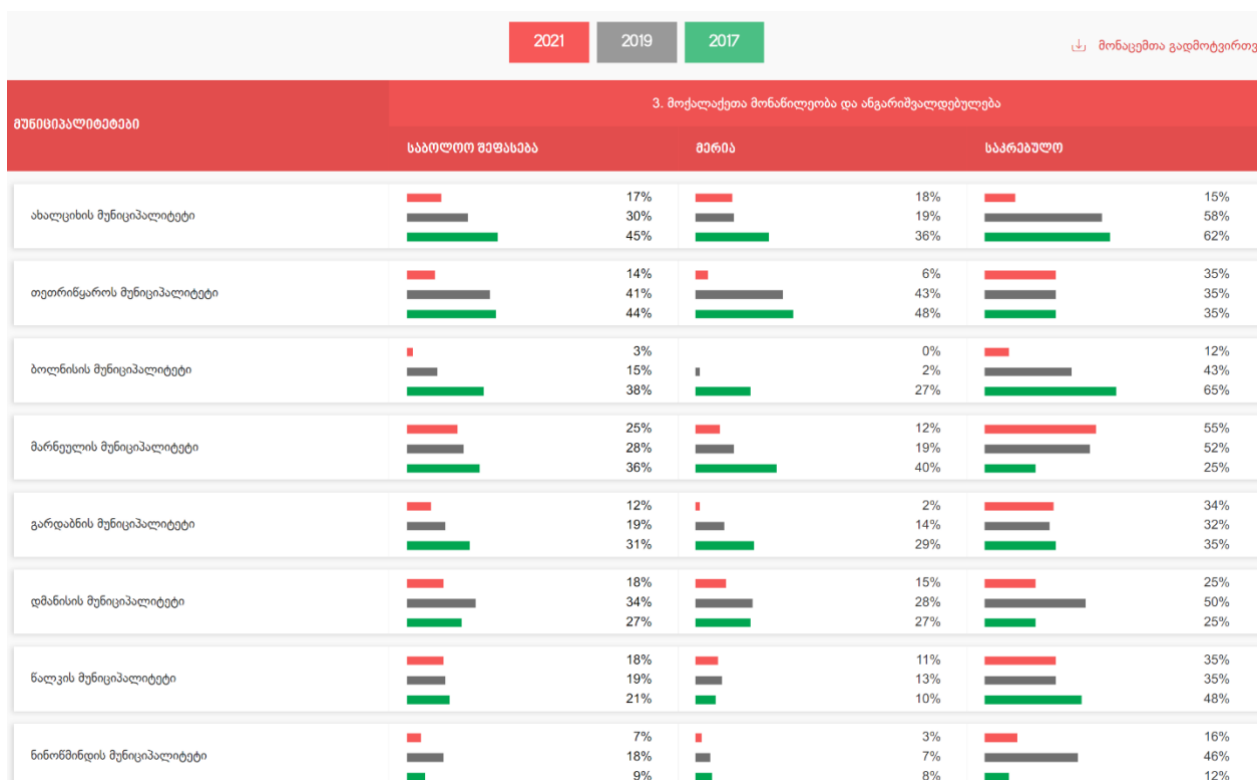 2021 2019 2017
მონაცემთა გადმოტვირთვ
მუნიციპალიტეტები
3. მოქალაქეთა მონაწილეობა და ანგარიშვალდებულება
საბოლოო შეფასება მერია საკრებულო
17% 18% 15%
ახალციხის მუნიციპალიტეტი 30% 19% 58%
45% 36% 62%
14% 6% 35%
თეთრიწყაროს მუნიციპალიტეტი 41% 43% 35%
44% 48% 35%
3% 0% 12%
ბოლნისის მუნიციპალიტეტი 15% 2% 43%
38% 27% 65%
25% 12% 55%
მარნეულის მუნიციპალიტეტი 28% 19% 52%
36% 40% 25%
12% 2% 34%
გარდაბნის მუნიციპალიტეტი 19% 14% 32%
31% 29% 35%
18% 15% 25%
დმანისის მუნიციპალიტეტი 34% 28% 50%
27% 27% 25%
18% 11% 35%
წალკის მუნიციპალიტეტი 19% 13% 35%
21% 10% 48%
7% 3% 16%
ნინოწმინდის მუნიციპალიტეტი 18% 7% 46%
9% 8% 12%